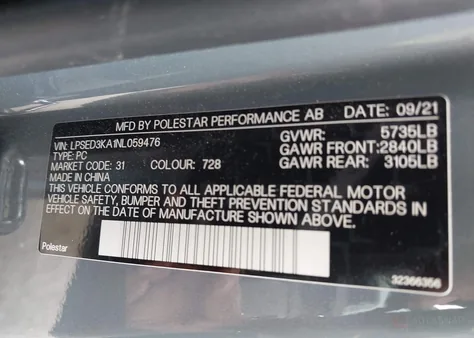 MFD BY POLESTAR PERFORMANCE AB DATE: 09/21
VIN: LPSED3KA1NL059476 GVWR: 5735LB
TYPE: PC GAWR FRONT:2840LB
MARKET CODE: 31 COLOUR: 728 GAWR REAR: 3105LB
MADE IN CHINA
THIS VEHICLE CONFORMS TO ALL APPLICABLE FEDERAL MOTOR
VEHICLE SAFETY, BUMPER AND THEFT PREVENTION STANDARDS IN
EFFECT ON THE DATE OF MANUFACTURE SHOWN ABOVE.
Polestar 32366356